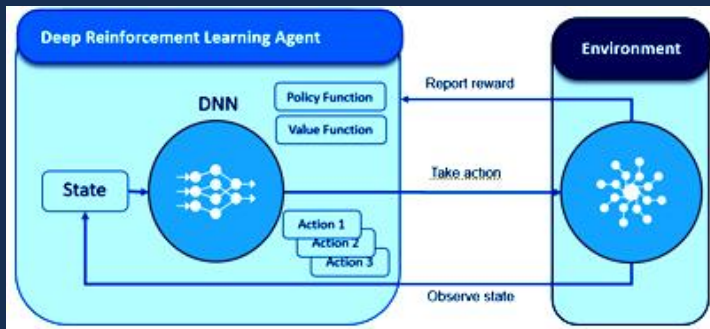 Deep Reinforcement Learning Agent
Environment
DNN
Policy Function
Value Function
Report reward
State
Take action
Action 1
Action 2
Action 3
Observe state